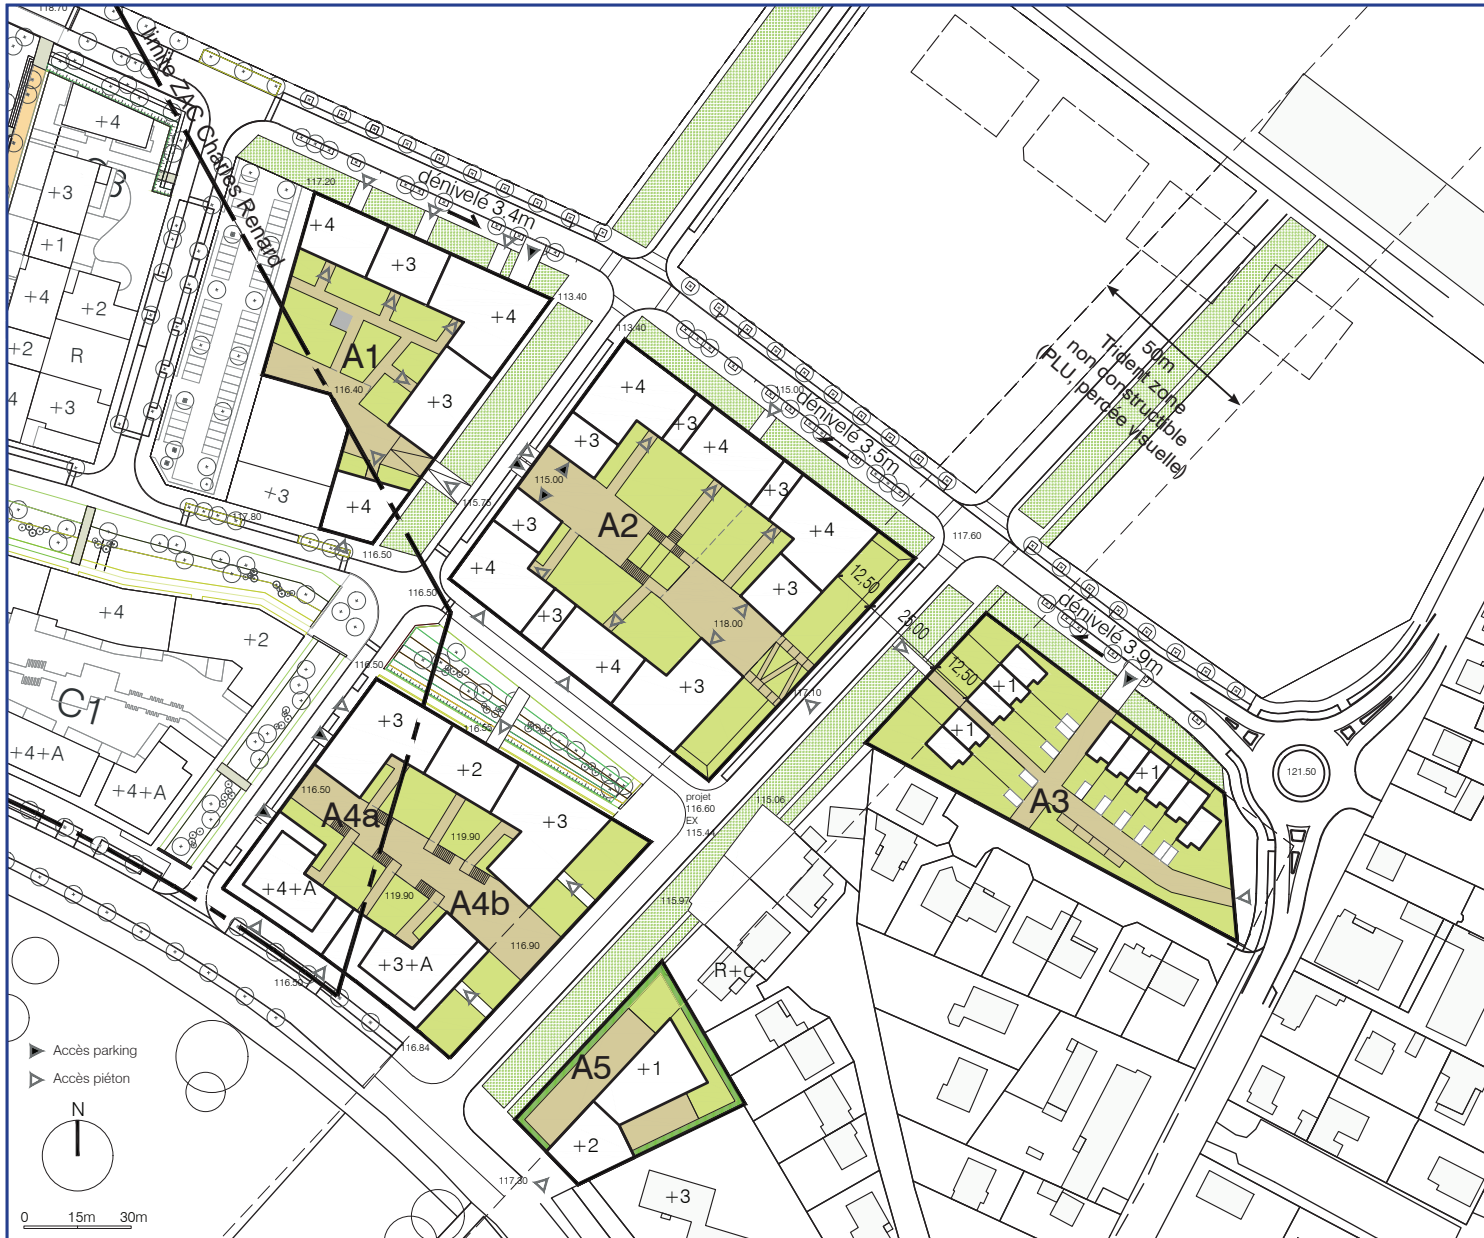 118.70
limite ZAC Charles Renard
+4
+3
+1
+4
+2
+2
R
4
+3
117.20
dénivelé 3,4m
+4
+3
+4
+3
A1
116.40
+3
+4
117.80
116.50
113.40
115.75
113.40
115.00
dénivelé 3,5m
50m
Trident zone
non constructible
(PLU, percée visuelle)
+4
+3
+4
+3
+3
+4
115.00
A2
+3
+3
+4
+3
+4
+3
118.00
12,50
25,00
117.60
117.10
116.50
116.50
116.55
+4
+2
C1
+4+A
+4+A
+3
+2
+3
116.50
A4a
119.90
119.90
A4b
+4+A
+3+A
116.90
116.50
116.84
projet
116.60
EX
115.44
115.06
115.97
dénivelé 3,9m
12,50
+1
+1
+1
A3
121.50
R+c
A5
+1
+2
117.30
+3
Accès parking
Accès piéton
N
0 15m 30m